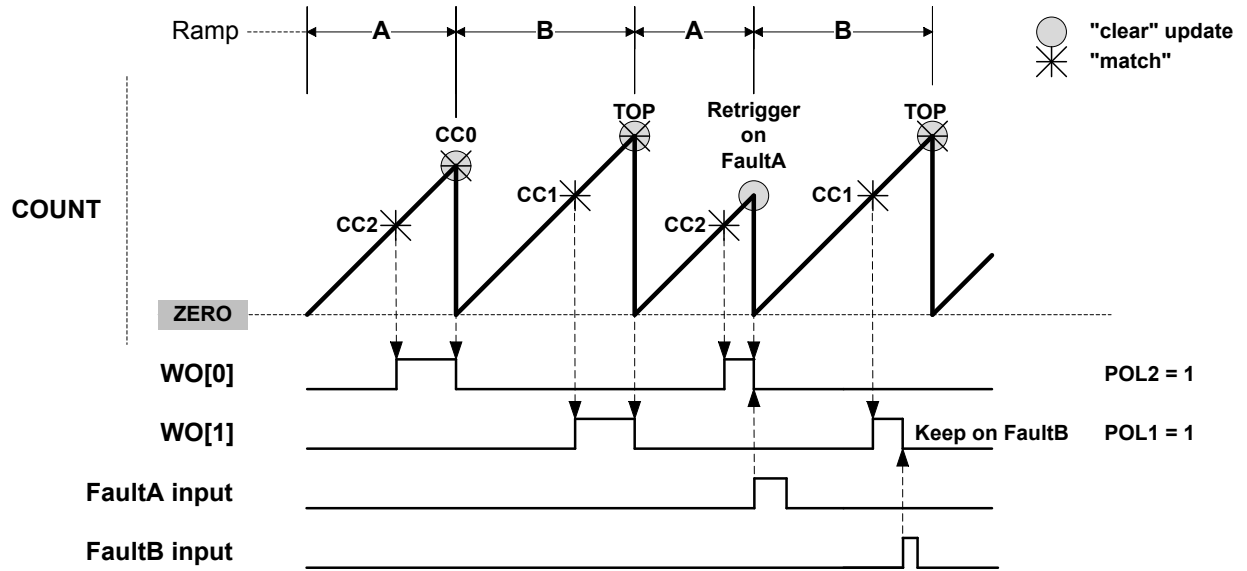 Ramp A B A B
"clear" update
"match"
COUNT
CC0
TOP
Retrigger
on
FaultA
TOP
CC2
CC1
CC2
CC1
ZERO
WO[0]
POL2 = 1
WO[1]
Keep on FaultB
POL1 = 1
FaultA input
FaultB input